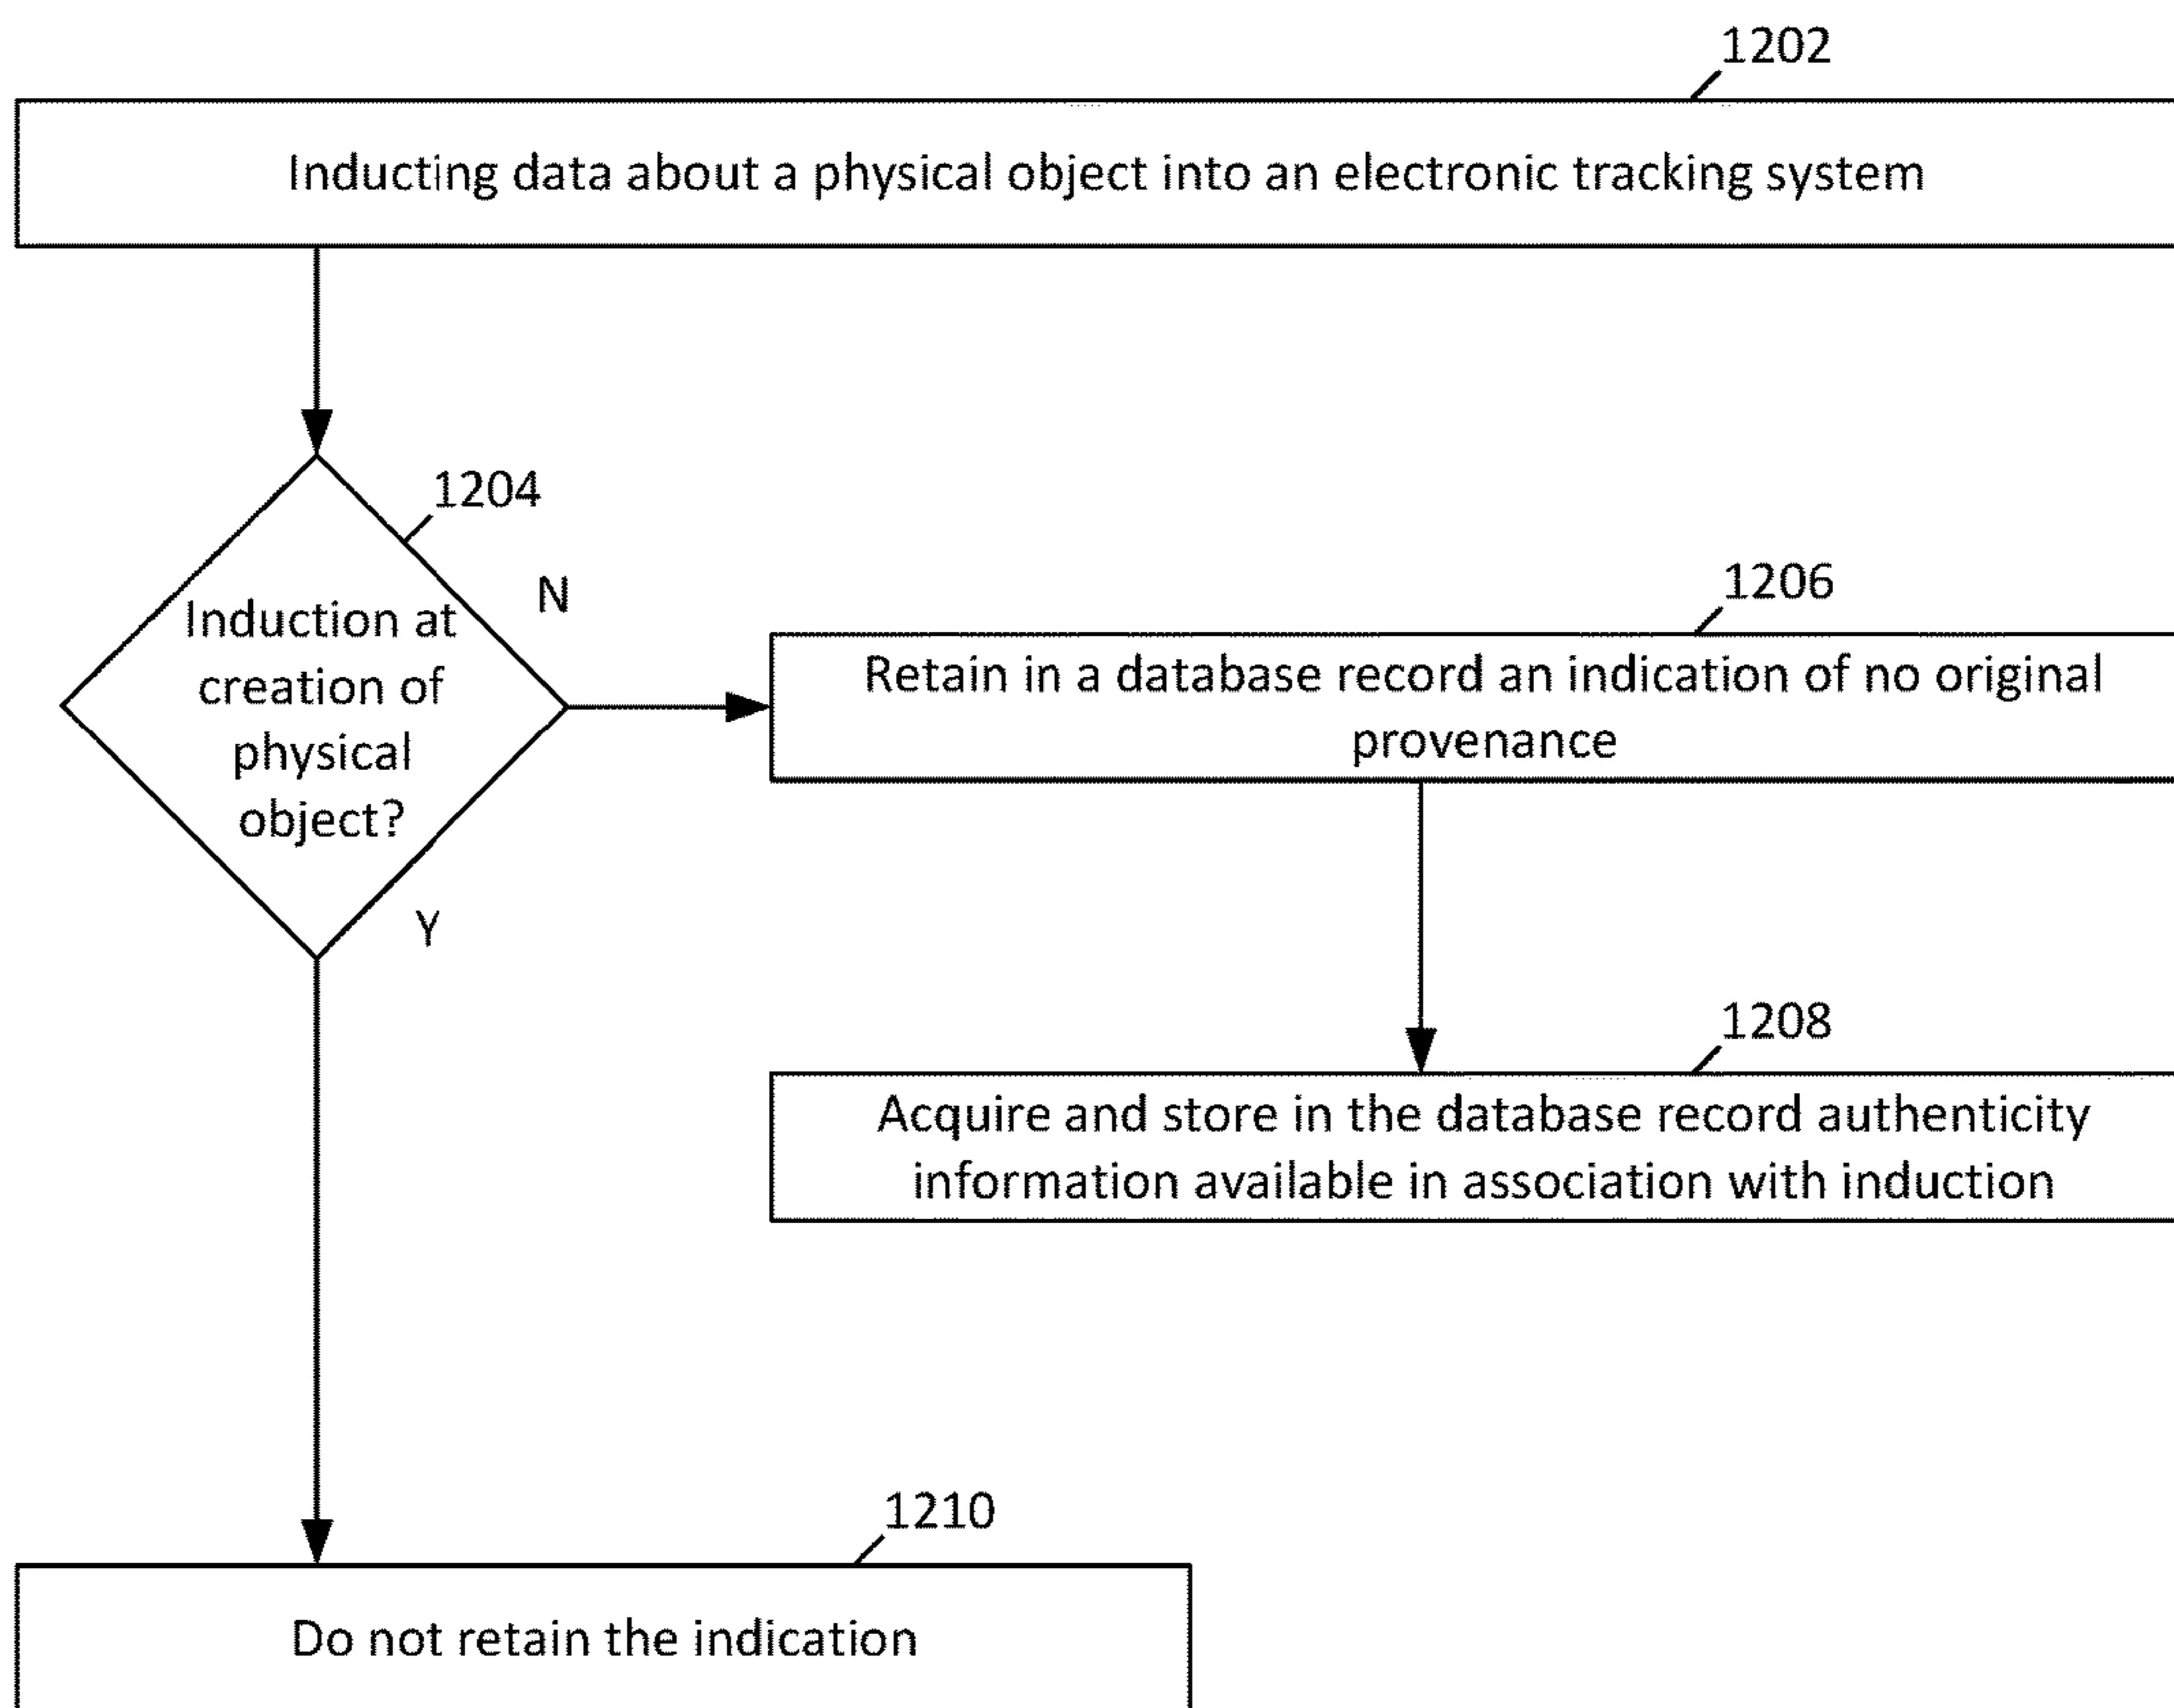 1202
Inducting data about a physical object into an electronic tracking system
1204
N
Induction at
creation of
physical
object?
Y
1206
Retain in a database record an indication of no original
provenance
1208
Acquire and store in the database record authenticity
information available in association with induction
1210
Do not retain the indication